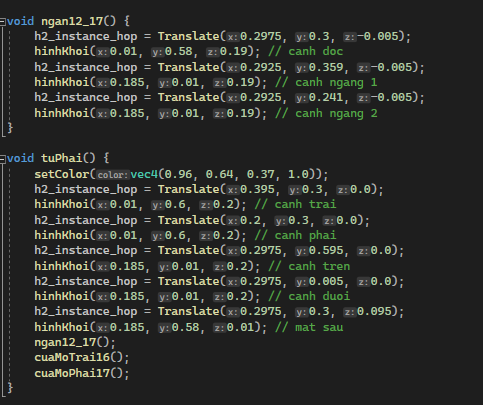 void ngan12_17() {
h2_instance_hop = Translate(x:0.2975, y:0.3, z:-0.005);
hinhKhoi(x:0.01, y:0.58, z:0.19); // canh doc
h2_instance_hop = Translate(x:0.2925, y:0.359, z:-0.005);
hinhKhoi(x:0.185, y:0.01, z:0.19); // canh ngang 1
h2_instance_hop = Translate(x:0.2925, y:0.241, z:-0.005);
hinhKhoi(x:0.185, y:0.01, z:0.19); // canh ngang 2
}
void tuPhai() {
setColor(color:vec4(0.96, 0.64, 0.37, 1.0));
h2_instance_hop = Translate(x:0.395, y:0.3, z:0.0);
hinhKhoi(x:0.01, y:0.6, z:0.2); // canh trai
h2_instance_hop = Translate(x:0.2, y:0.3, z:0.0);
hinhKhoi(x:0.01, y:0.6, z:0.2); // canh phai
h2_instance_hop = Translate(x:0.2975, y:0.595, z:0.0);
hinhKhoi(x:0.185, y:0.01, z:0.2); // canh tren
h2_instance_hop = Translate(x:0.2975, y:0.005, z:0.0);
hinhKhoi(x:0.185, y:0.01, z:0.2); // canh duoi
h2_instance_hop = Translate(x:0.2975, y:0.3, z:0.095);
hinhKhoi(x:0.185, y:0.58, z:0.01); // mat sau
ngan12_17();
cuaMoTrai16();
cuaMoPhai17();
}